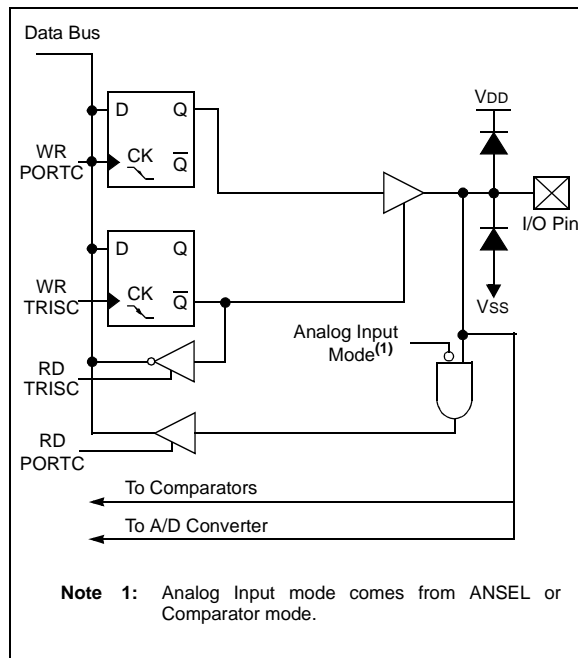 Data Bus
D Q
VDD
WR
PORTC
CK Q
I/O Pin
D Q
WR
TRISC
CK Q
VSS
Analog Input
Mode(1)
RD
TRISC
RD
PORTC
To Comparators
To A/D Converter
Note 1: Analog Input mode comes from ANSEL or
Comparator mode.